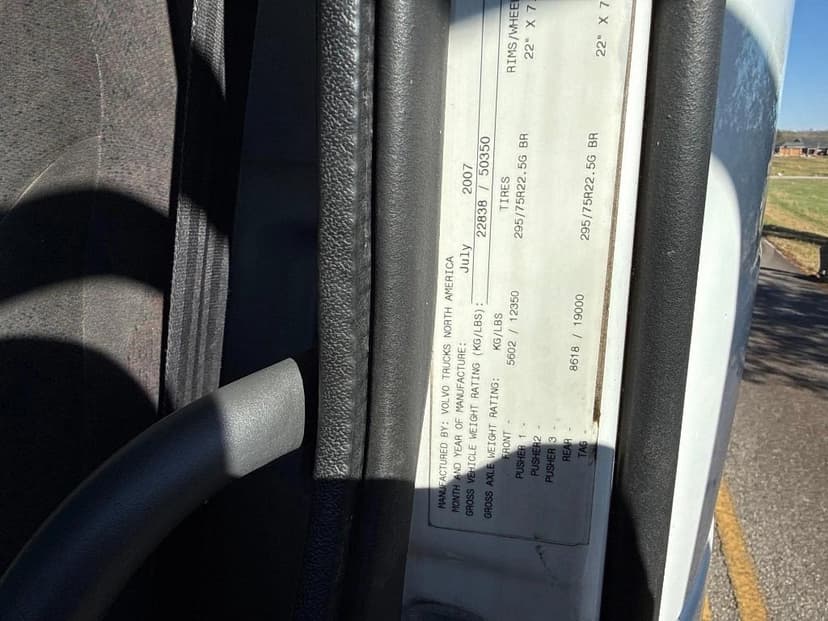 MANUFACTURED BY: VOLVO TRUCKS NORTH AMERICA
MONTH AND YEAR OF MANUFACTURE: July 2007
GROSS VEHICLE WEIGHT RATING (KG/LBS): 22838 / 50350
GROSS AXLE WEIGHT RATING: KG/LBS TIRES RIMS/WHEE
FRONT - 5602 / 12350 295/75R22.5G BR 22" X 7
PUSHER 1 -
PUSHER2 -
PUSHER 3 -
REAR - 8618 / 19000 295/75R22.5G BR 22" X 7
TAG -